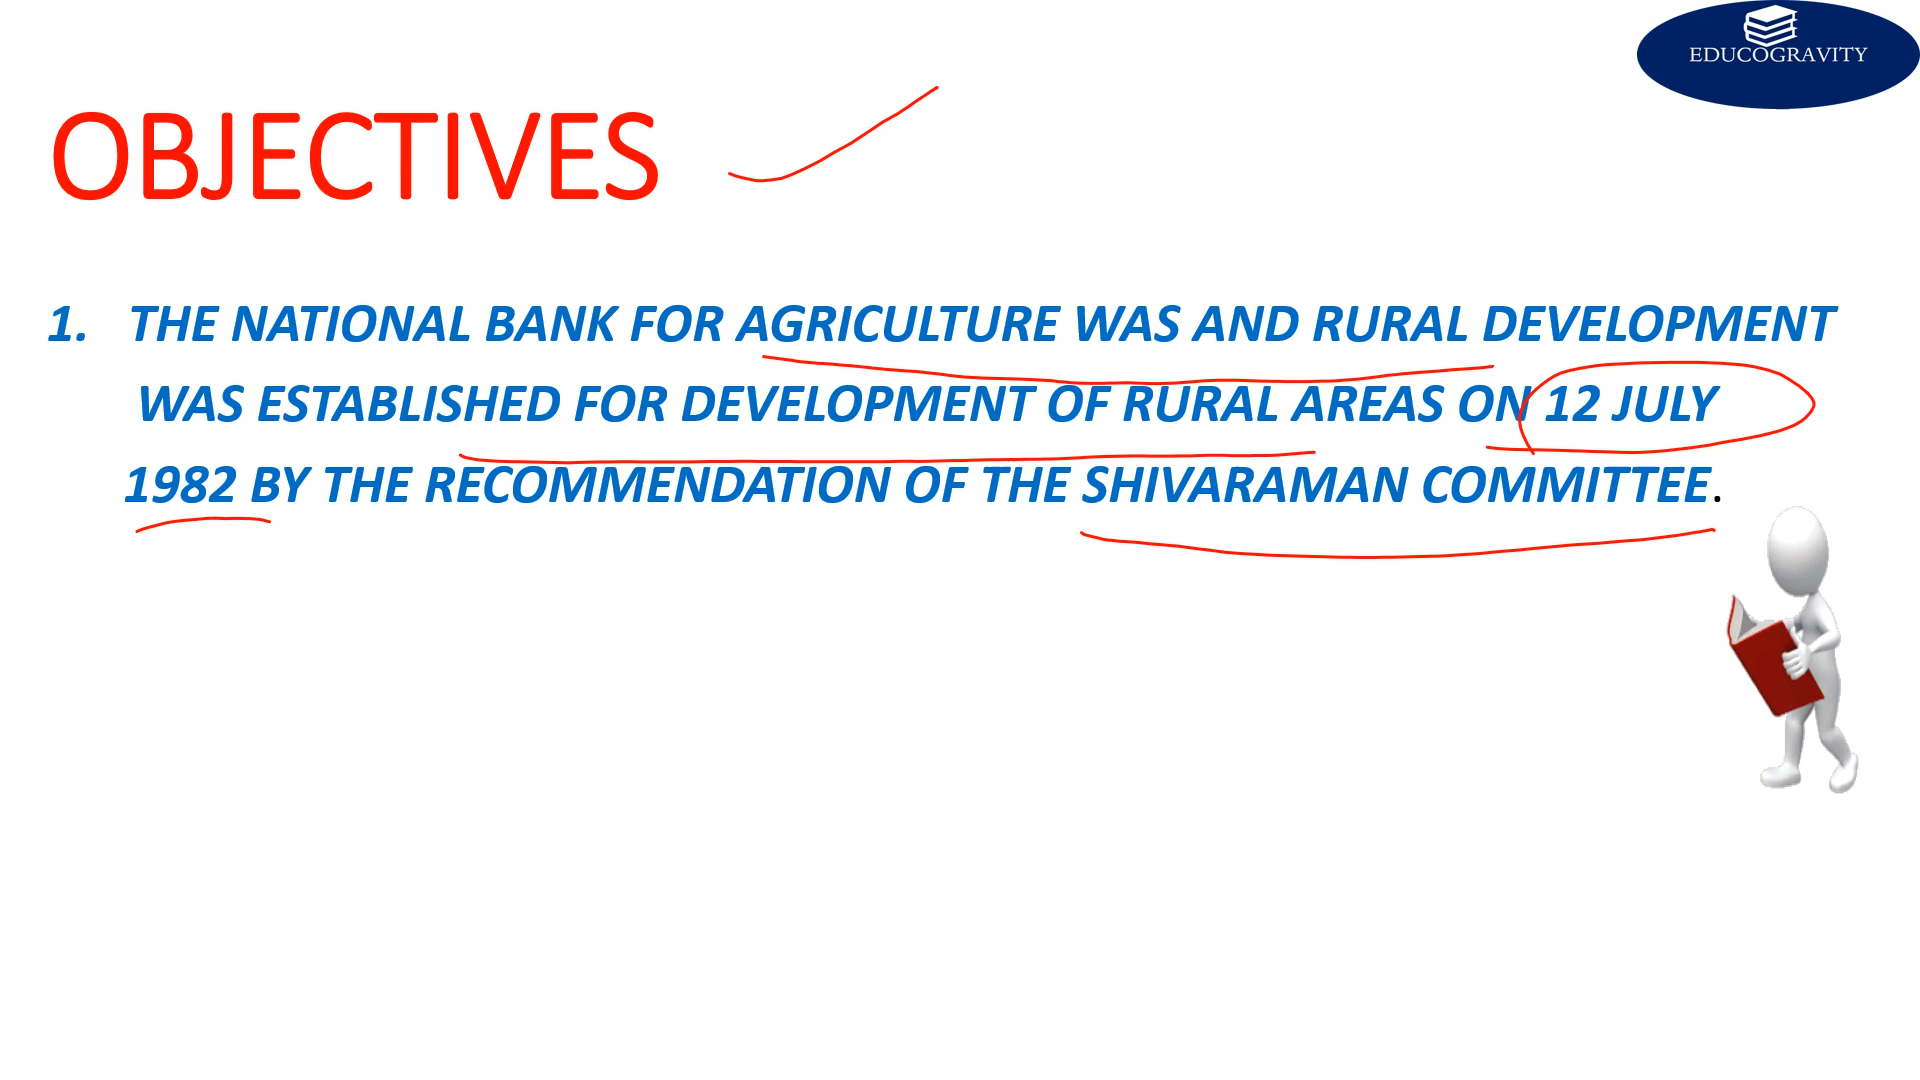 EDUCOGRAVITY
OBJECTIVES
1. THE NATIONAL BANK FOR AGRICULTURE WAS AND RURAL DEVELOPMENT
WAS ESTABLISHED FOR DEVELOPMENT OF RURAL AREAS ON 12 JULY
1982 BY THE RECOMMENDATION OF THE SHIVARAMAN COMMITTEE.